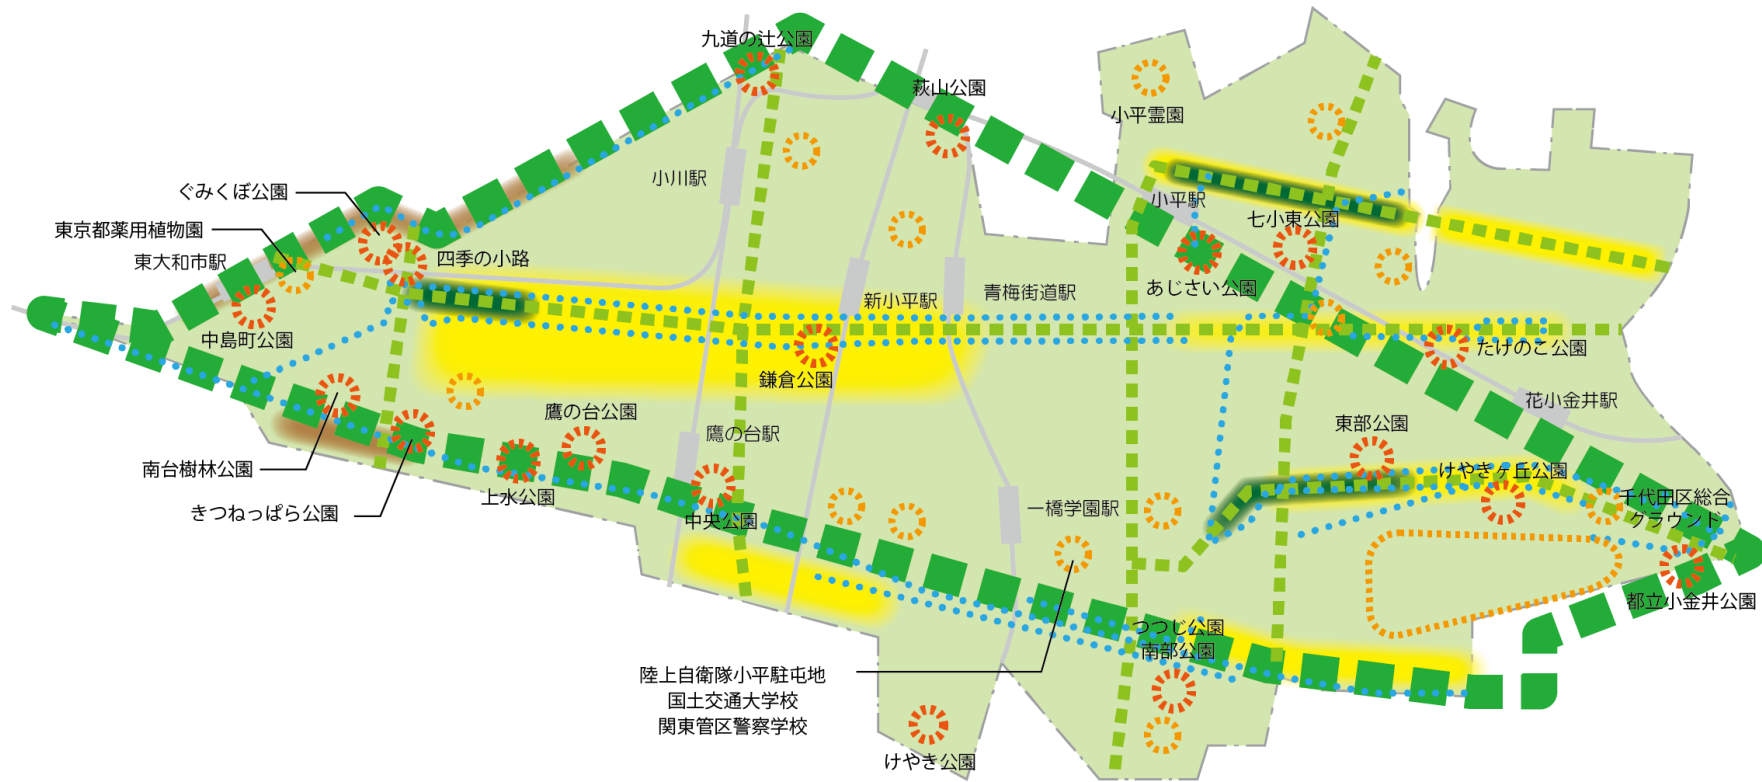 九道の辻公園
萩山公園
小平霊園
小川駅
ぐみくぼ公園
小平駅
七小東公園
東京都薬用植物園
東大和市駅
四季の小路
あじさい公園
新小平駅
青梅街道駅
中島町公園
たけのこ公園
鎌倉公園
花小金井駅
鷹の台公園
東部公園
鷹の台駅
南台樹林公園
けやきヶ丘公園
上水公園
千代田区総合
グラウンド
きつねっぱら公園
中央公園
一橋学園駅
都立小金井公園
つつじ公園
南部公園
陸上自衛隊小平駐屯地
国土交通大学校
関東管区警察学校
けやき公園